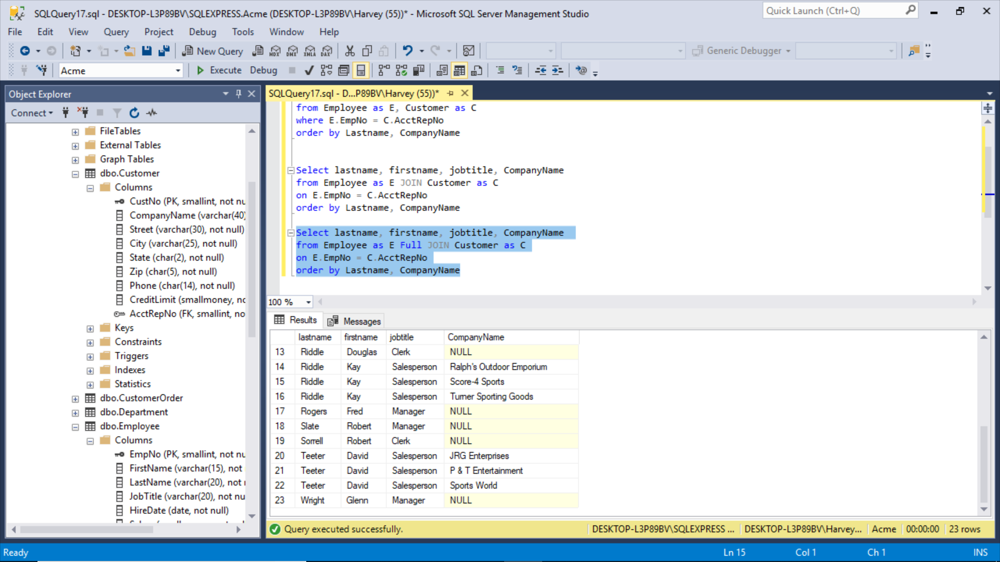 SQLQuery17.sql - DESKTOP-L3P89BV\SQLEXPRESS.Acme (DESKTOP-L3P89BV\Harvey (55))* - Microsoft SQL Server Management Studio
Quick Launch (Ctrl+Q)
File Edit View Query Project Debug Tools Window Help
New Query
MDX DMX XMLA DAX
Generic Debugger
Acme
Execute Debug
Object Explorer
Connect
FileTables
External Tables
Graph Tables
dbo.Customer
Columns
CustNo (PK, smallint, not nu
CompanyName (varchar(40)
Street (varchar(30), not null)
City (varchar(25), not null)
State (char(2), not null)
Zip (char(5), not null)
Phone (char(14), not null)
CreditLimit (smallmoney, no
AcctRepNo (FK, smallint, no
Keys
Constraints
Triggers
Indexes
Statistics
dbo.CustomerOrder
dbo.Department
dbo.Employee
Columns
EmpNo (PK, smallint, not nu
FirstName (varchar(15), not
LastName (varchar(20), not
JobTitle (varchar(20), not nu
HireDate (date, not null)
SQLQuery17.sql - D...P89BV\Harvey (55))*
from Employee as E, Customer as C
where E.EmpNo = C.AcctRepNo
order by Lastname, CompanyName
Select lastname, firstname, jobtitle, CompanyName
from Employee as E JOIN Customer as C
on E.EmpNo = C.AcctRepNo
order by Lastname, CompanyName
Select lastname, firstname, jobtitle, CompanyName
from Employee as E Full JOIN Customer as C
on E.EmpNo = C.AcctRepNo
order by Lastname, CompanyName
100 %
Results Messages
lastname firstname jobtitle CompanyName
13 Riddle Douglas Clerk NULL
14 Riddle Kay Salesperson Ralph's Outdoor Emporium
15 Riddle Kay Salesperson Score-4 Sports
16 Riddle Kay Salesperson Turner Sporting Goods
17 Rogers Fred Manager NULL
18 Slate Robert Manager NULL
19 Sorrell Robert Clerk NULL
20 Teeter David Salesperson JRG Enterprises
21 Teeter David Salesperson P & T Entertainment
22 Teeter David Salesperson Sports World
23 Wright Glenn Manager NULL
Query executed successfully.
DESKTOP-L3P89BV\SQLEXPRESS ... DESKTOP-L3P89BV\Harvey... Acme 00:00:00 23 rows
Ready Ln 15 Col 1 Ch 1 INS